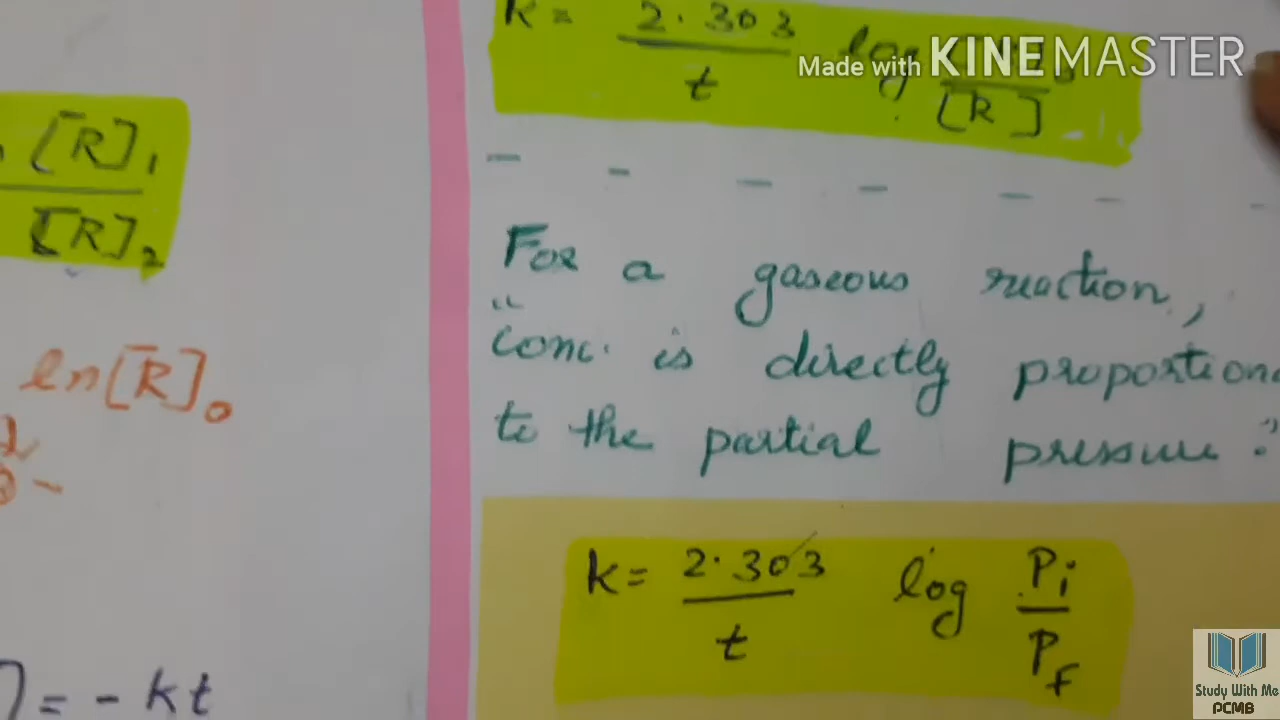 [R]₁
[R]₂
ln[R]₀
= - kt
k = 2.303
t
log
[R]
Made with KINEMASTER
For a gaseous reaction,
"conc. is directly proportion
to the partial pressure."
k = 2.303 log Pi
t Pf
Study With Me
PCMB